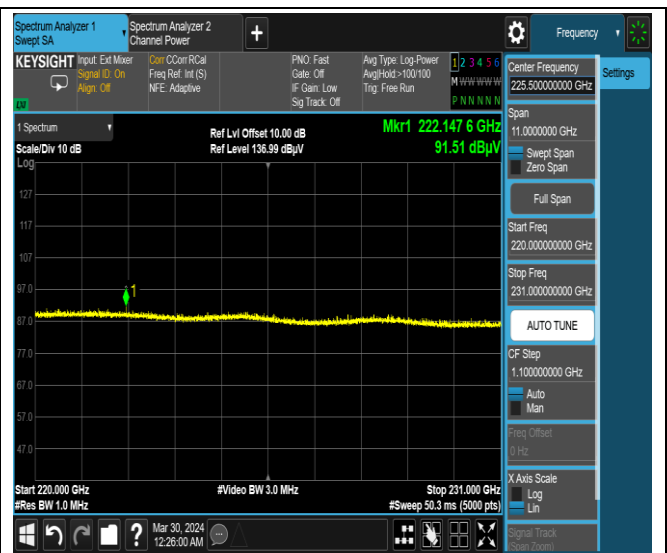 Spectrum Analyzer 1
Swept SA
Spectrum Analyzer 2
Channel Power
+
Frequency
KEYSIGHT
Input: Ext Mixer
Signal ID: On
Align: Off
Corr CCorr RCal
Freq Ref: Int (S)
NFE: Adaptive
PNO: Fast
Gate: Off
IF Gain: Low
Sig Track: Off
Avg Type: Log-Power
Avg|Hold:>100/100
Trig: Free Run
1 2 3 4 5 6
M W W W W W
P N N N N N
LXI
1 Spectrum
Scale/Div 10 dB
Log
Ref Lvl Offset 10.00 dB
Ref Level 136.99 dBµV
Mkr1 222.147 6 GHz
91.51 dBµV
127
117
107
97.0
87.0
77.0
67.0
57.0
47.0
1
Start 220.000 GHz
#Res BW 1.0 MHz
#Video BW 3.0 MHz
Stop 231.000 GHz
#Sweep 50.3 ms (5000 pts)
Center Frequency
225.500000000 GHz
Settings
Span
11.0000000 GHz
Swept Span
Zero Span
Full Span
Start Freq
220.000000000 GHz
Stop Freq
231.000000000 GHz
AUTO TUNE
CF Step
1.100000000 GHz
Auto
Man
Freq Offset
0 Hz
X Axis Scale
Log
Lin
Signal Track
(Span Zoom)
?
Mar 30, 2024
12:26:00 AM